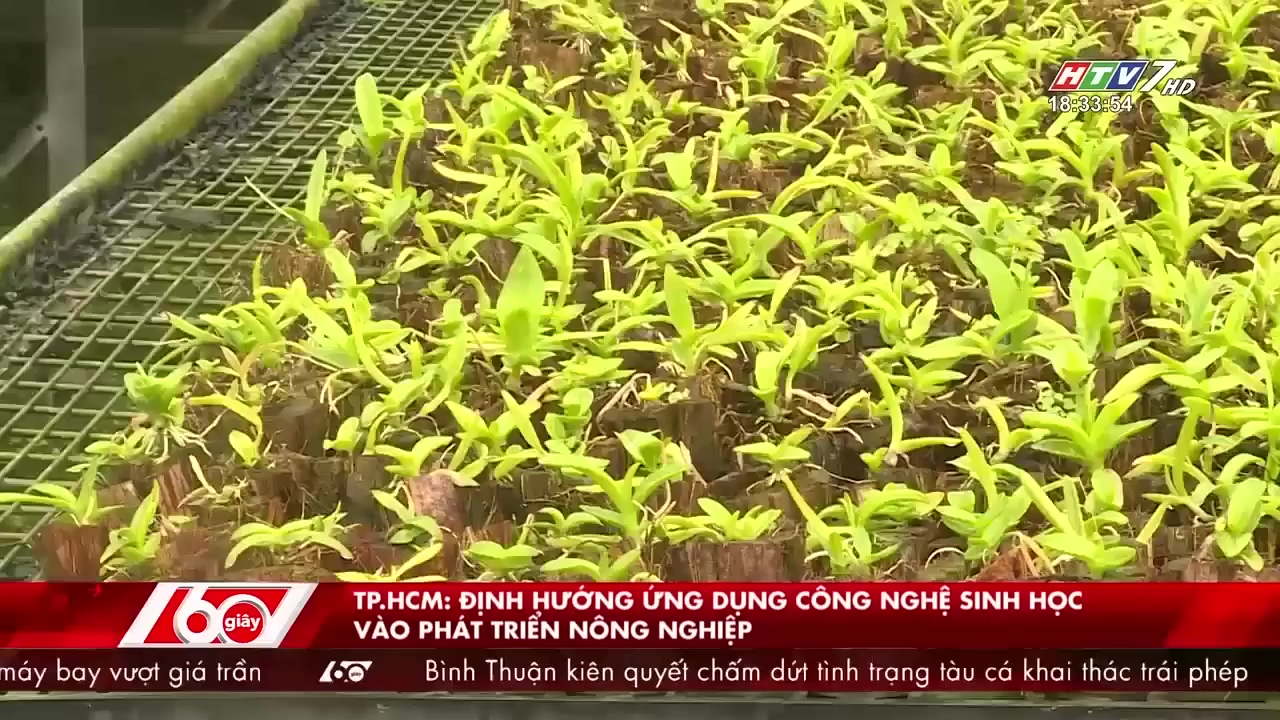 HTV7 HD
18:33:54
60 giây
TP.HCM: ĐỊNH HƯỚNG ỨNG DỤNG CÔNG NGHỆ SINH HỌC
VÀO PHÁT TRIỂN NÔNG NGHIỆP
máy bay vượt giá trần 60 giây Bình Thuận kiên quyết chấm dứt tình trạng tàu cá khai thác trái phép